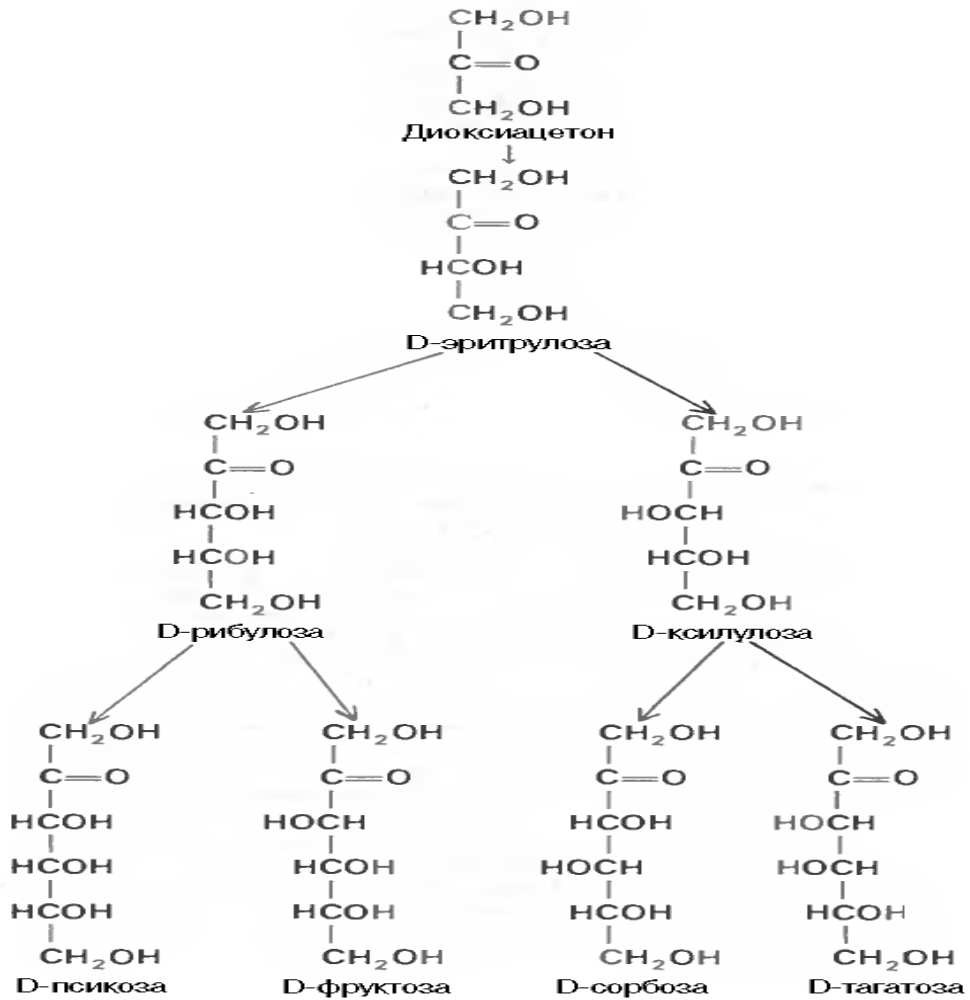 CH₂OH
C=O
CH₂OH
Диоксиацетон
CH₂OH
C=O
HCOH
CH₂OH
D-эритрулоза
CH₂OH CH₂OH
C=O C=O
HCOH HOCH
HCOH HCOH
CH₂OH CH₂OH
D-рибулоза D-ксилулоза
CH₂OH CH₂OH CH₂OH CH₂OH
C=O C=O C=O C=O
HCOH HOCH HCOH HOCH
HCOH HCOH HOCH HOCH
HCOH HCOH HCOH HCOH
CH₂OH CH₂OH CH₂OH CH₂OH
D-псикоза D-фруктоза D-сорбоза D-тагатоза